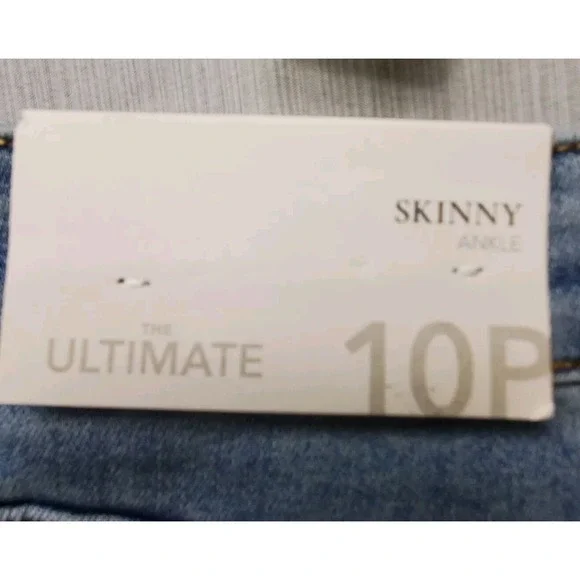 SKINNY
ANKLE
THE
ULTIMATE
10P